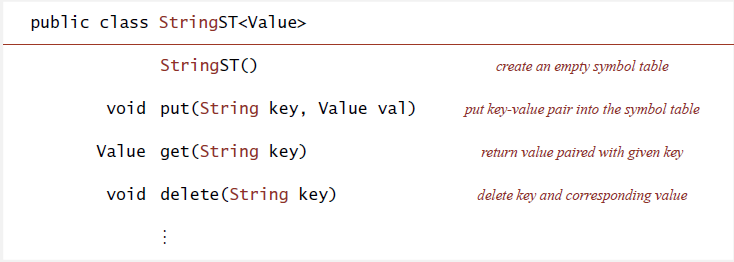 public class StringST<Value>
StringST() create an empty symbol table
void put(String key, Value val) put key-value pair into the symbol table
Value get(String key) return value paired with given key
void delete(String key) delete key and corresponding value
⋮